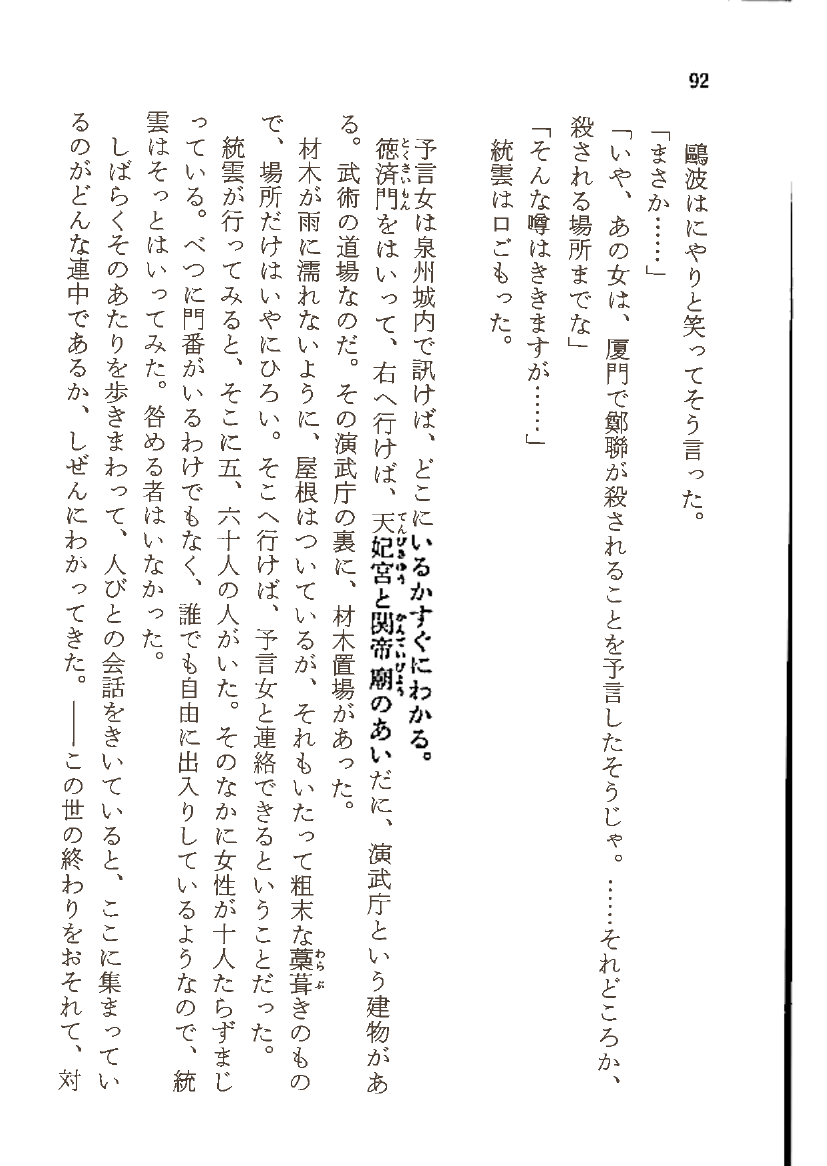 92
鷗波はにやりと笑ってそう言った。
「まさか……」
「いや、あの女は、厦門で鄭聯が殺されることを予言したそうじゃ。……それどころか、
殺される場所までな」
「そんな噂はききますが……」
統雲は口ごもった。
予言女は泉州城内で訊けば、どこにいるかすぐにわかる。
徳済門をはいって、右へ行けば、天妃宮と関帝廟のあいだに、演武庁という建物があ
る。武術の道場なのだ。その演武庁の裏に、材木置場があった。
材木が雨に濡れないように、屋根はついているが、それもいたって粗末な藁葺きのもの
で、場所だけはいやにひろい。そこへ行けば、予言女と連絡できるということだった。
統雲が行ってみると、そこに五、六十人の人がいた。そのなかに女性が十人たらずまじ
っている。べつに門番がいるわけでもなく、誰でも自由に出入りしているようなので、統
雲はそっとはいってみた。咎める者はいなかった。
しばらくそのあたりを歩きまわって、人びとの会話をきいていると、ここに集まってい
るのがどんな連中であるか、しぜんにわかってきた。――この世の終わりをおそれて、対